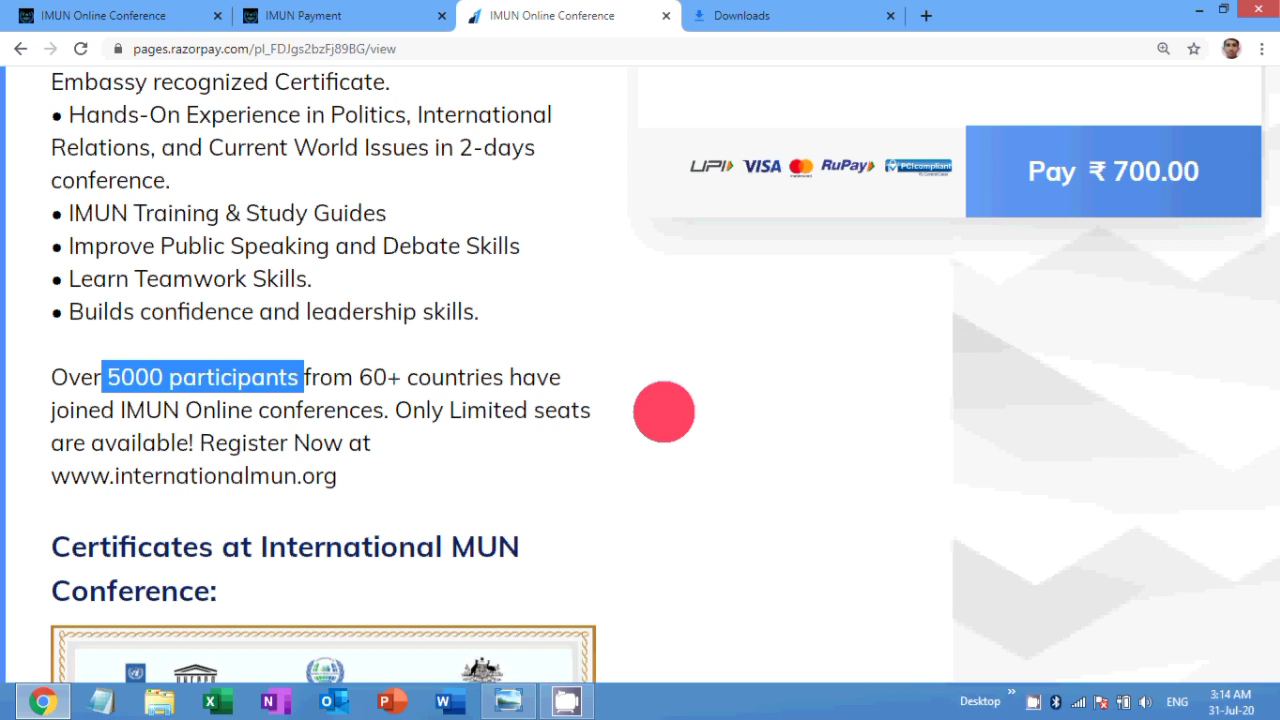 IMUN Online Conference
IMUN Payment
IMUN Online Conference
Downloads
pages.razorpay.com/pl_FDJgs2bzFj89BG/view
Embassy recognized Certificate.
• Hands-On Experience in Politics, International
Relations, and Current World Issues in 2-days
conference.
• IMUN Training & Study Guides
• Improve Public Speaking and Debate Skills
• Learn Teamwork Skills.
• Builds confidence and leadership skills.
Over 5000 participants from 60+ countries have
joined IMUN Online conferences. Only Limited seats
are available! Register Now at
www.internationalmun.org
Certificates at International MUN
Conference:
UPI VISA mastercard RuPay PCI compliant
Pay ₹ 700.00
Desktop
ENG
3:14 AM
31-Jul-20